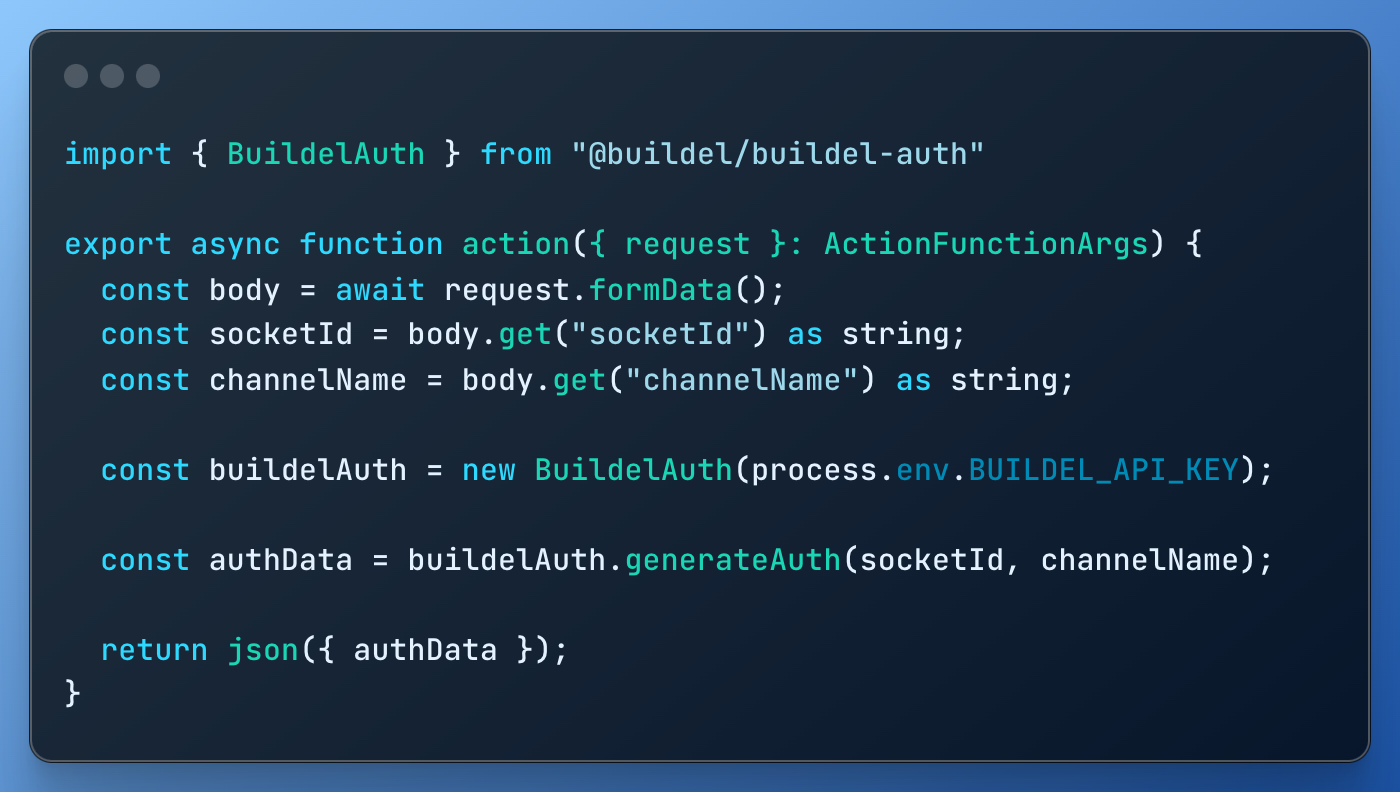 import { BuildelAuth } from "@buildel/buildel-auth"

export async function action({ request }: ActionFunctionArgs) {
  const body = await request.formData();
  const socketId = body.get("socketId") as string;
  const channelName = body.get("channelName") as string;

  const buildelAuth = new BuildelAuth(process.env.BUILDEL_API_KEY);

  const authData = buildelAuth.generateAuth(socketId, channelName);

  return json({ authData });
}